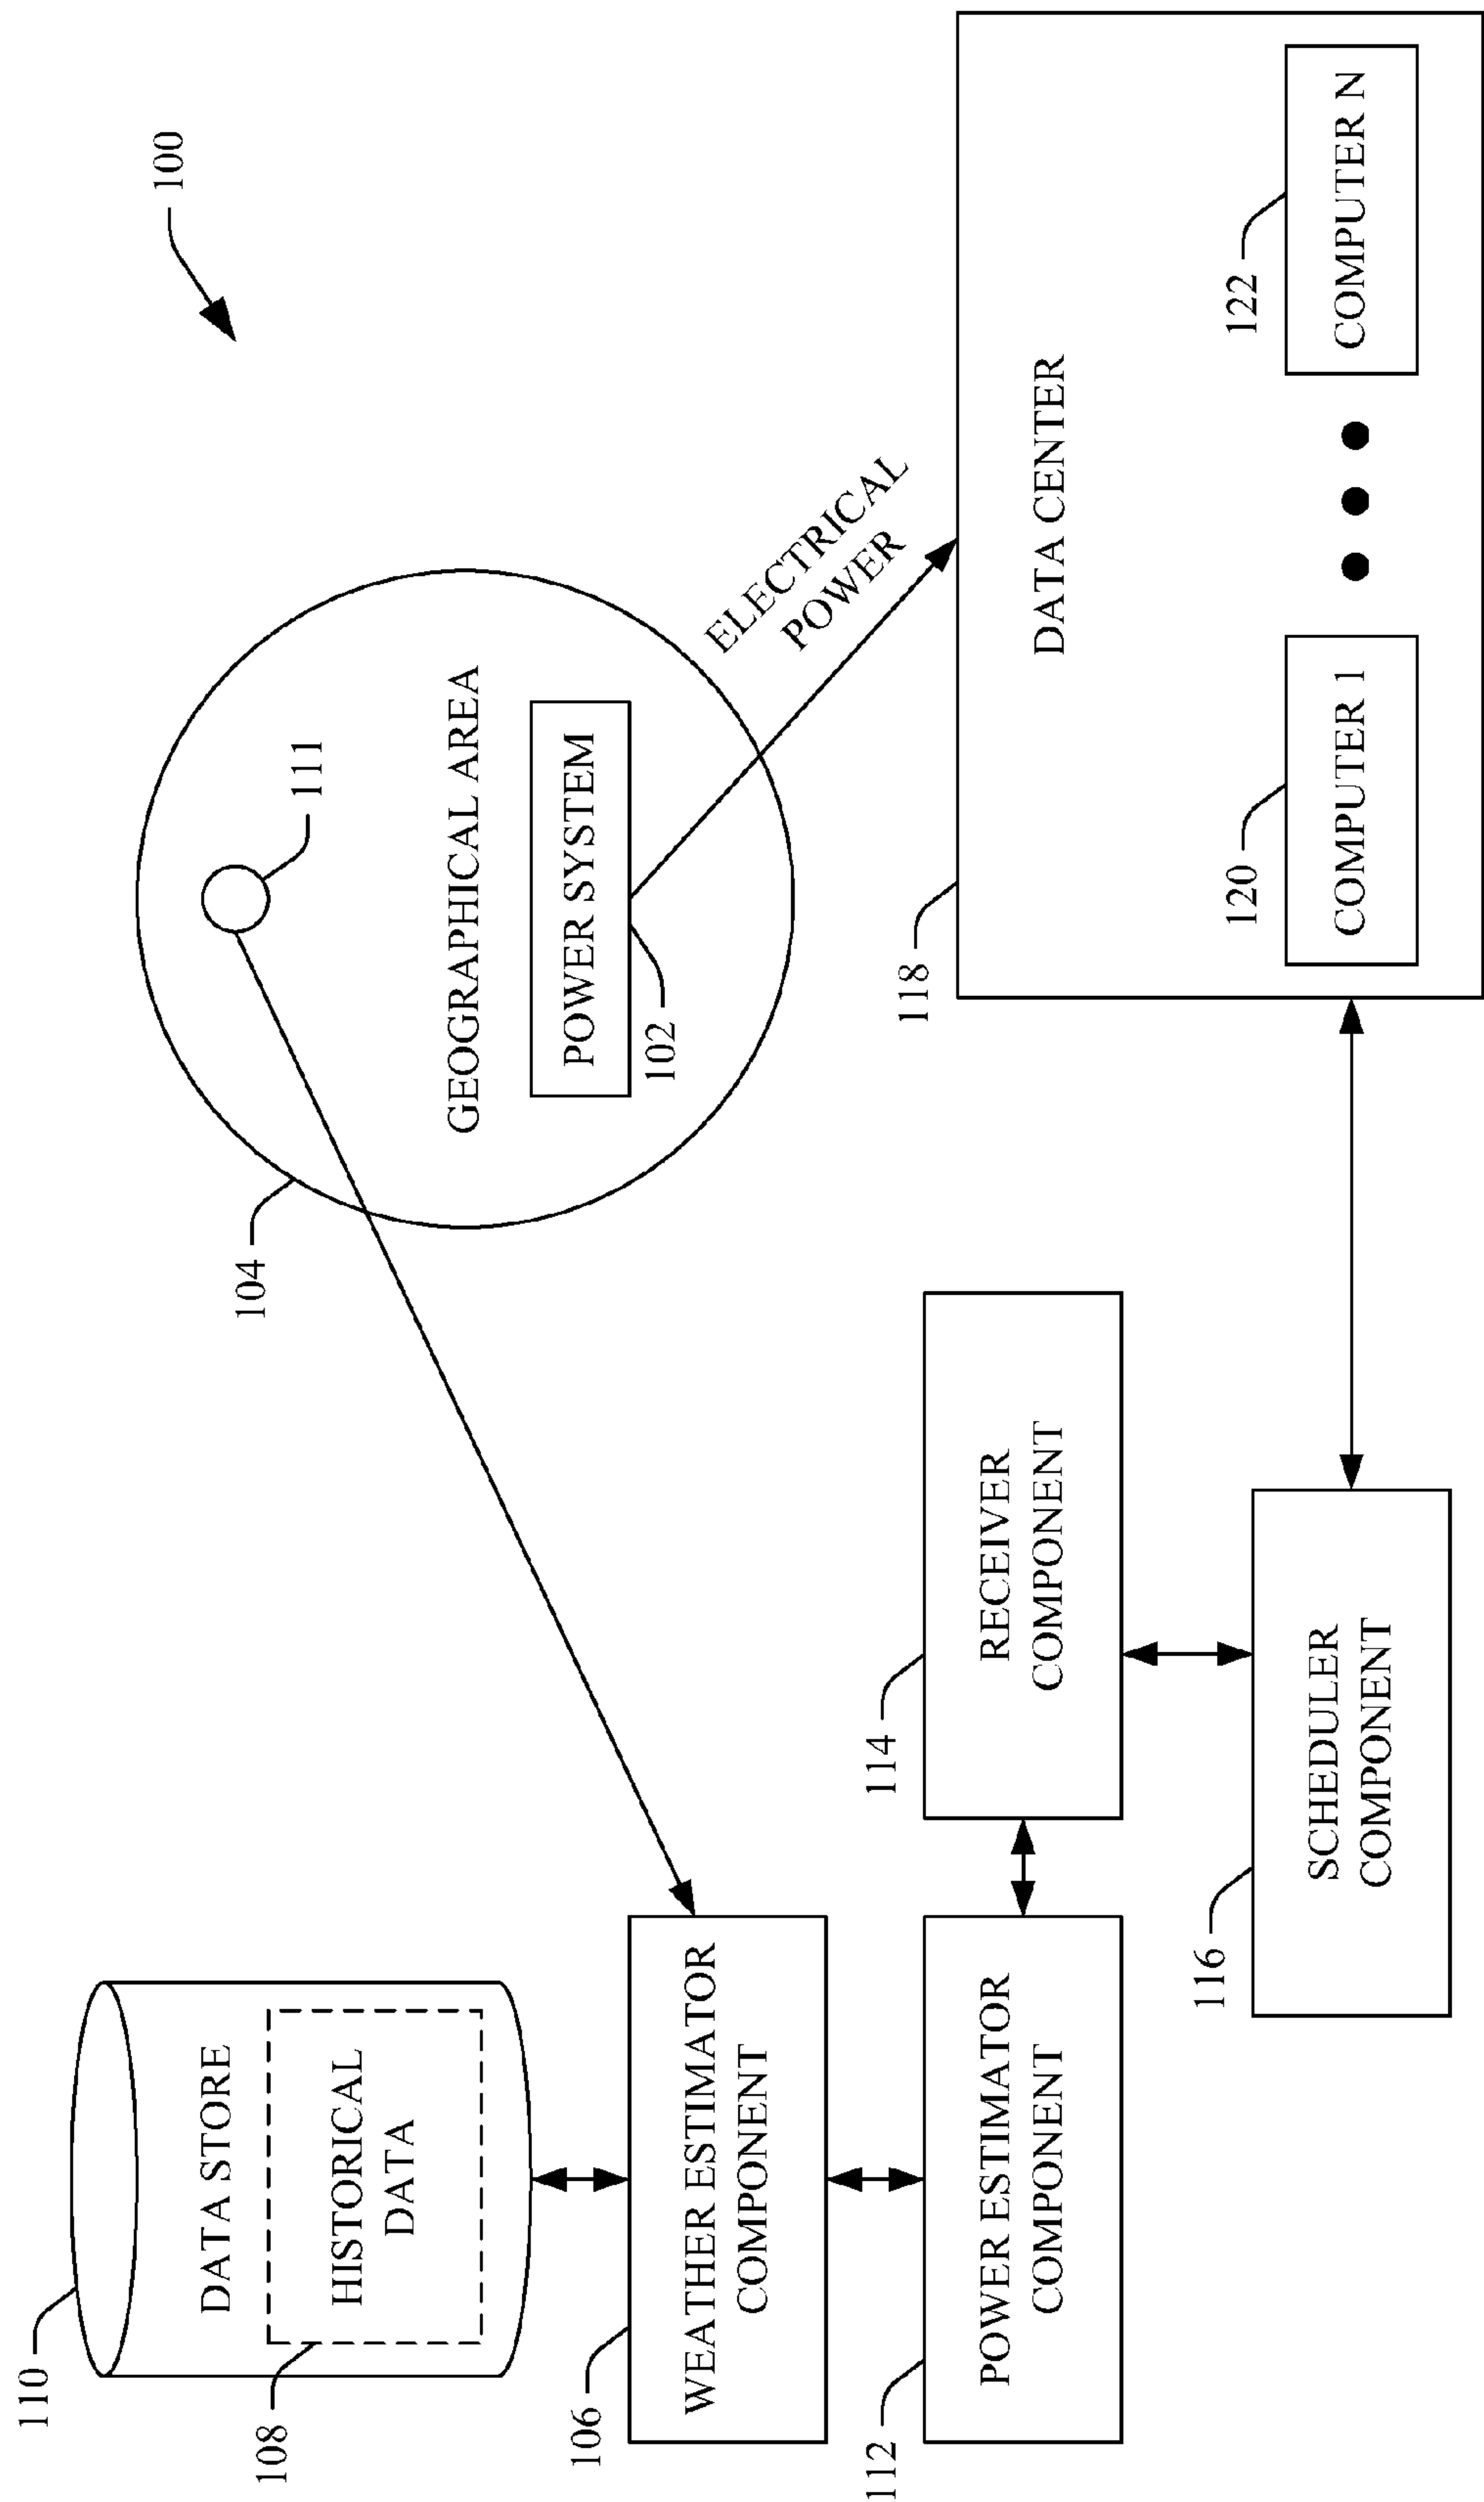 100
110
DATA STORE
108
HISTORICAL
DATA
111
104
GEOGRAPHICAL AREA
POWER SYSTEM
102
106
WEATHER ESTIMATOR
COMPONENT
ELECTRICAL
POWER
112
POWER ESTIMATOR
COMPONENT
114
RECEIVER
COMPONENT
118
DATA CENTER
116
SCHEDULER
COMPONENT
120
COMPUTER 1
122
COMPUTER N